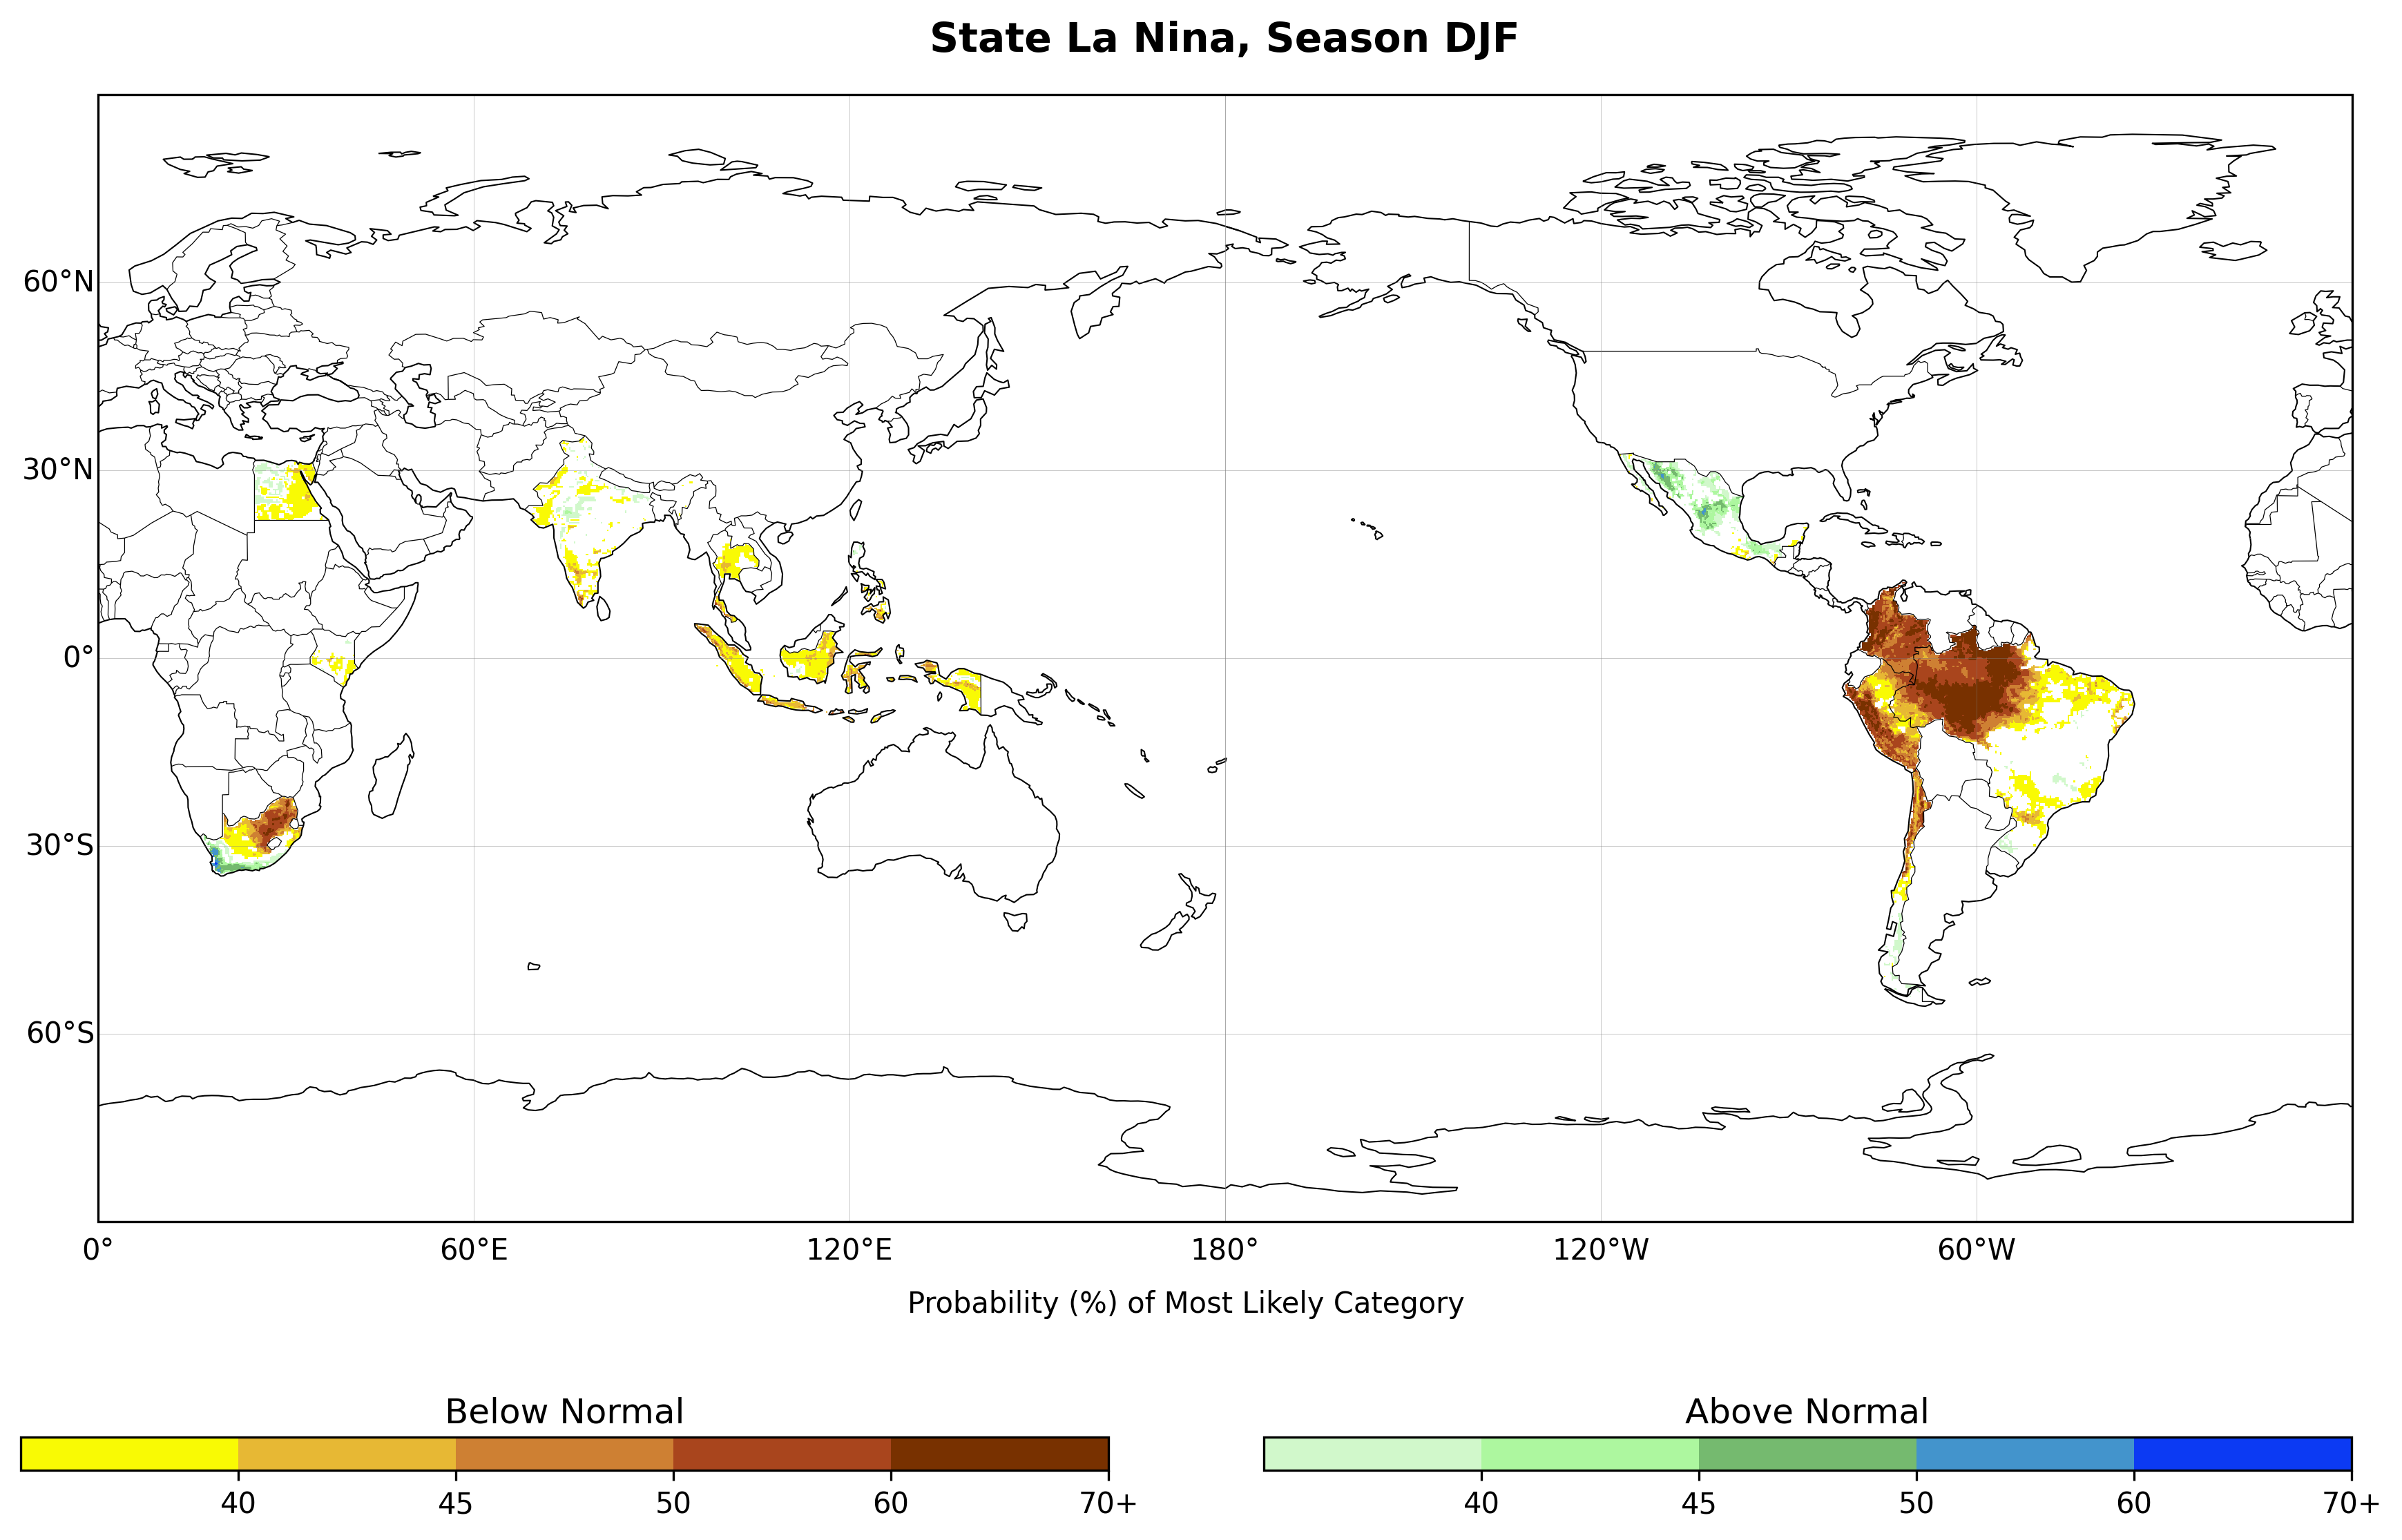 State La Nina, Season DJF
60°N
30°N
0°
30°S
60°S
0° 60°E 120°E 180° 120°W 60°W
Probability (%) of Most Likely Category
Below Normal Above Normal
40 45 50 60 70+ 40 45 50 60 70+